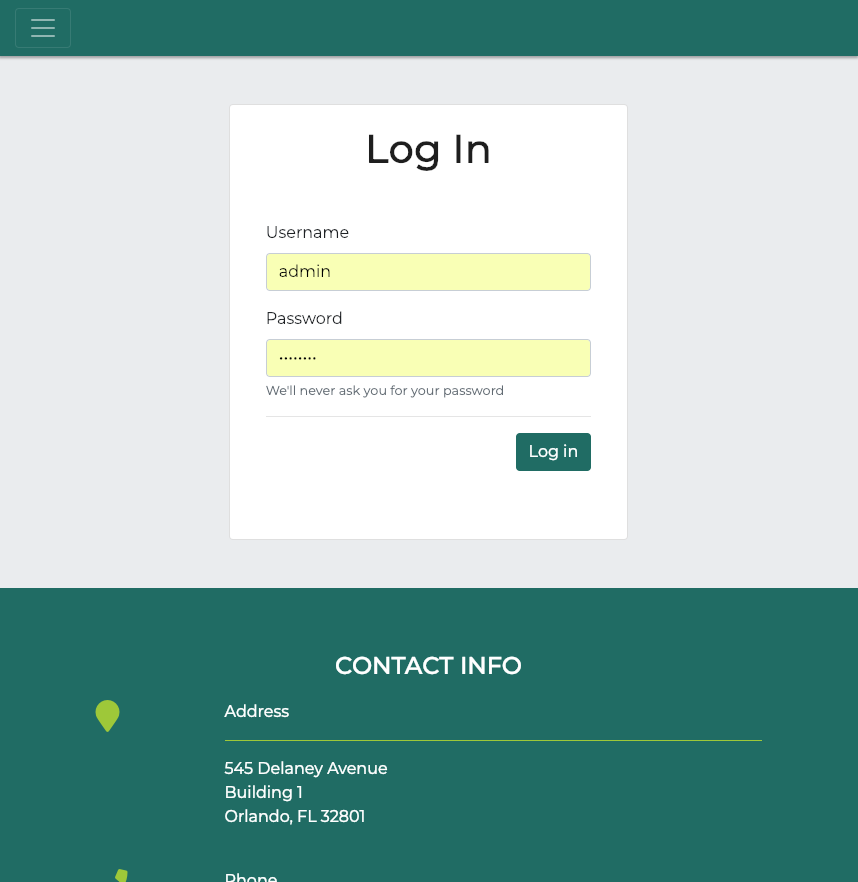 Log In
Username
admin
Password
••••••••
We'll never ask you for your password
Log in
CONTACT INFO
Address
545 Delaney Avenue
Building 1
Orlando, FL 32801
Phone